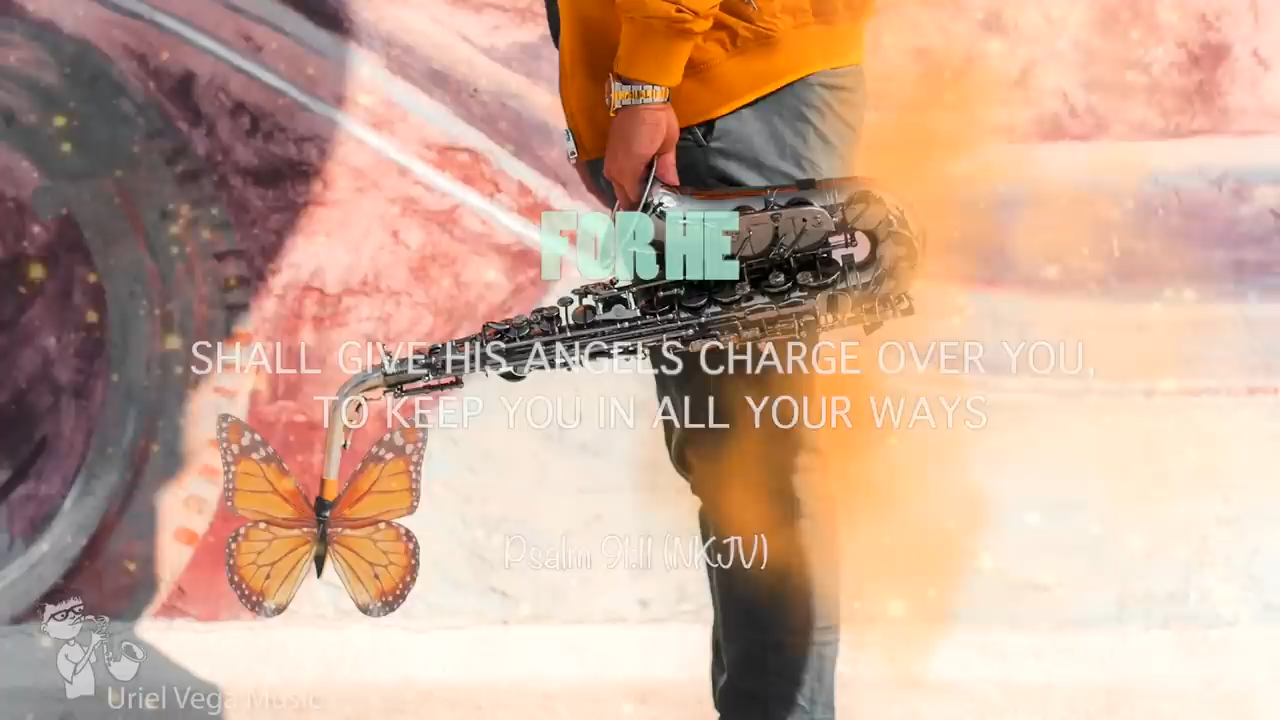 FOR HE
SHALL GIVE HIS ANGELS CHARGE OVER YOU,
TO KEEP YOU IN ALL YOUR WAYS
Psalm 91:11 (NKJV)
Uriel Vega Music